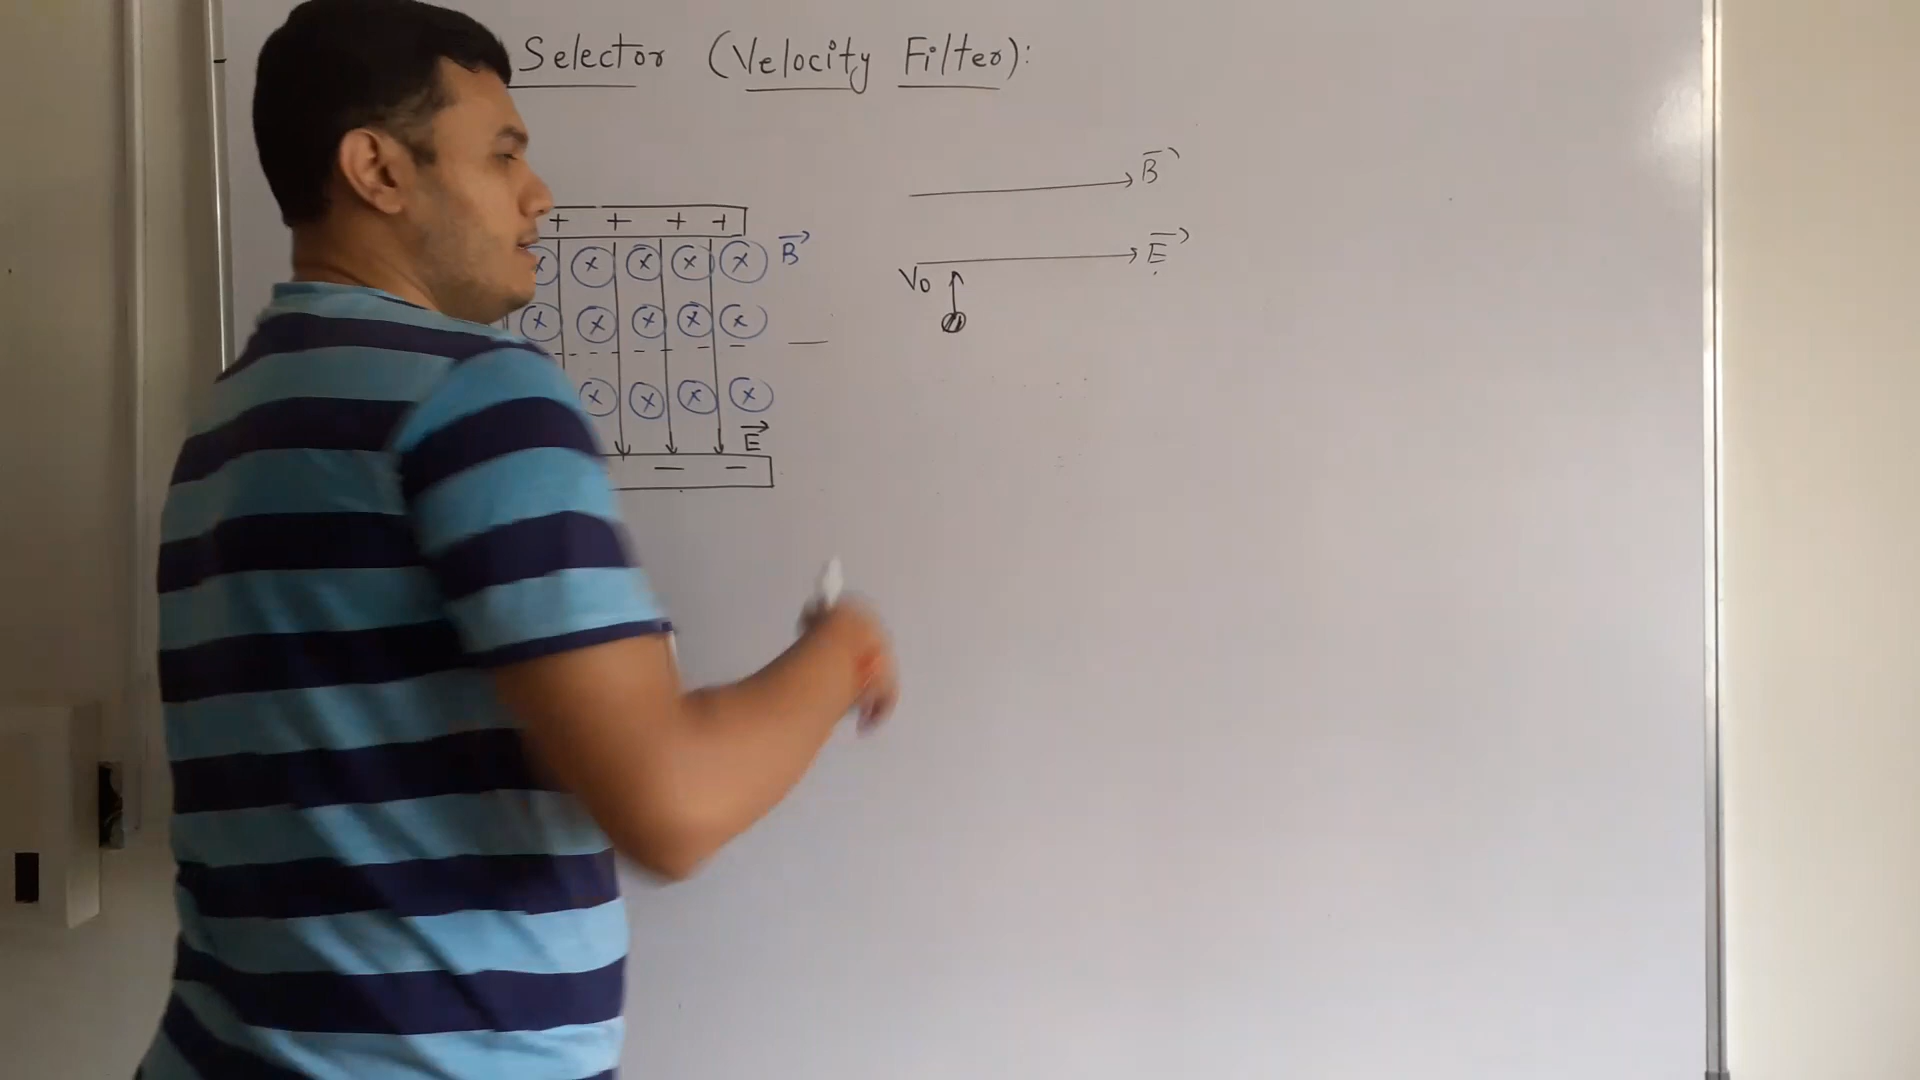 Selector (Velocity Filter):
B
+ + + +
x x x x x B
E
x x x x x
V0
x x x x
E
- -